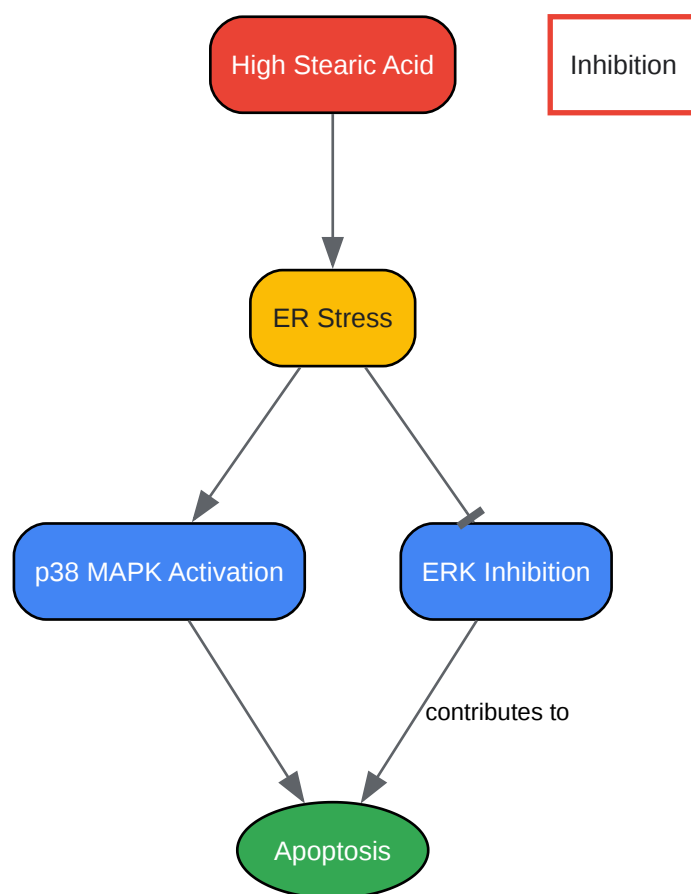 High Stearic Acid
Inhibition
ER Stress
p38 MAPK Activation
ERK Inhibition
contributes to
Apoptosis